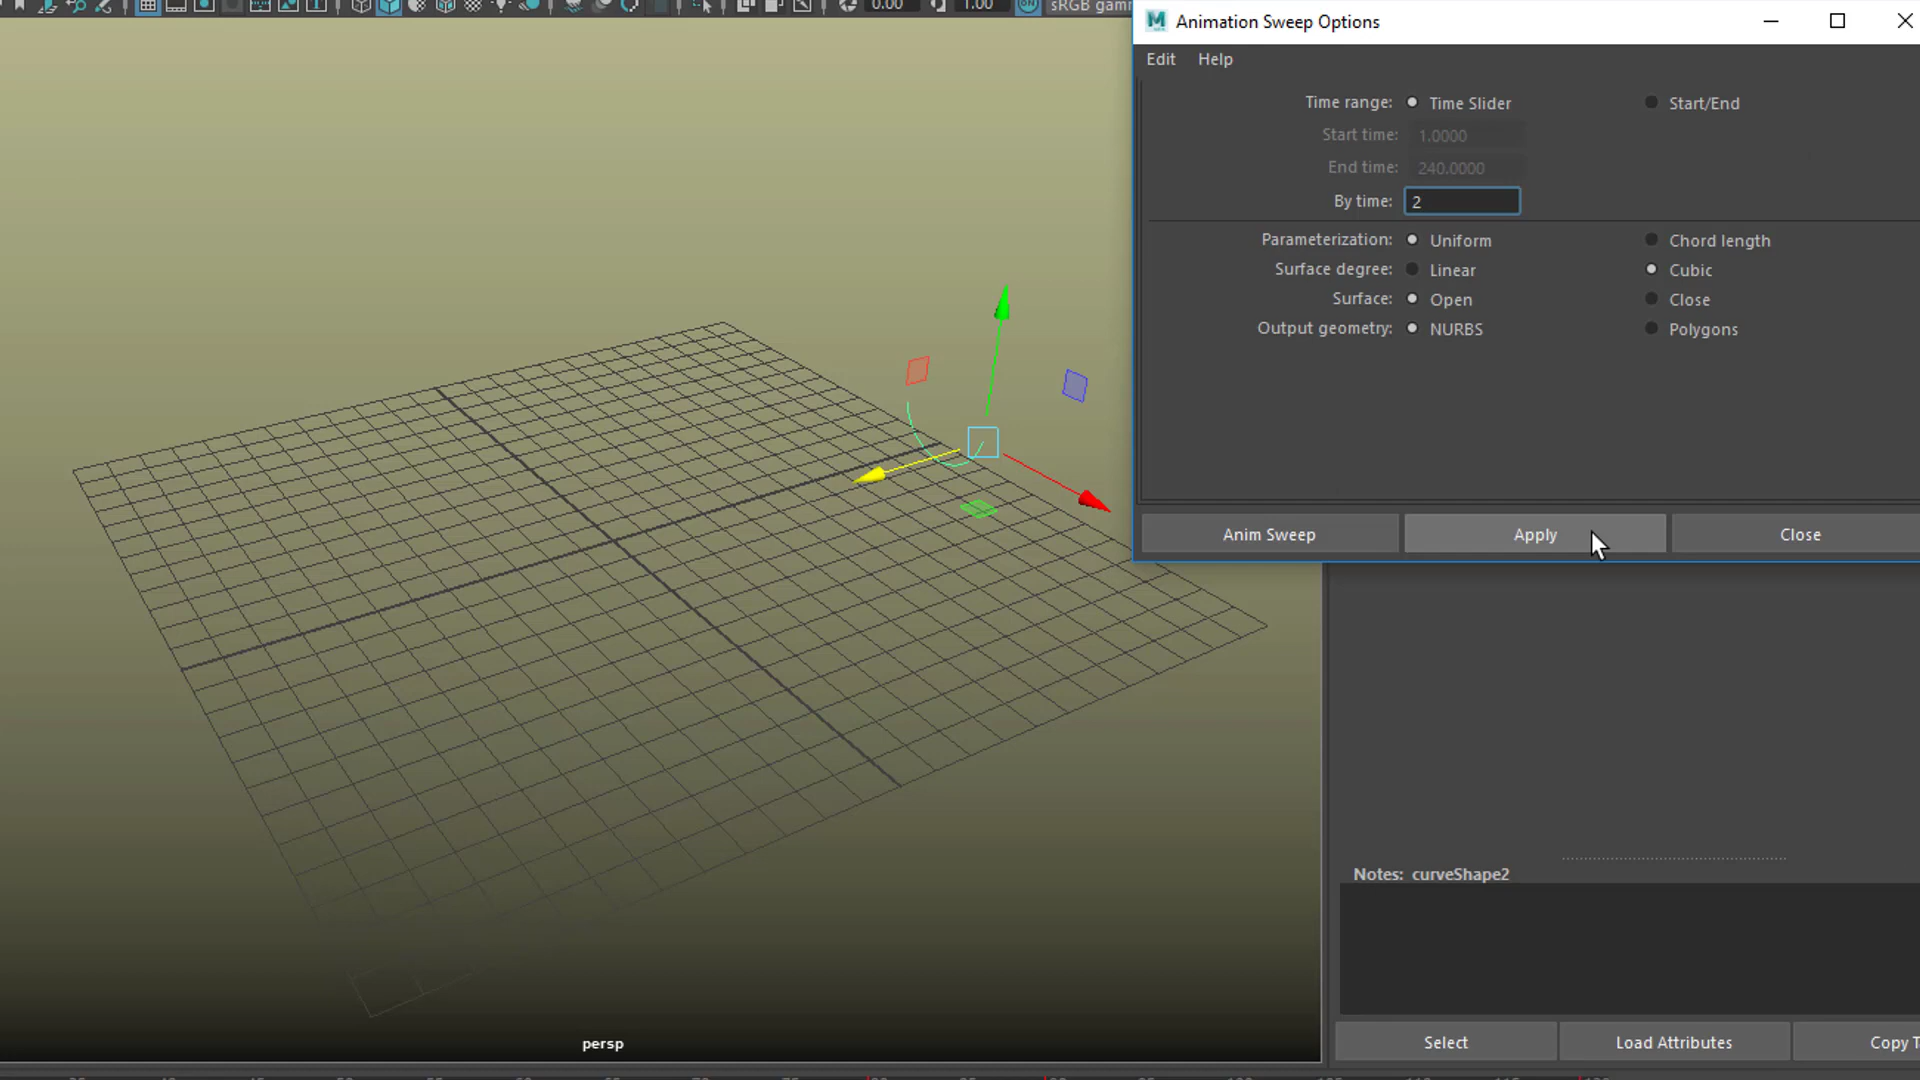 0.00 1.00 ON sRGB gamm
Animation Sweep Options
Edit Help
Time range: Time Slider Start/End
Start time: 1.0000
End time: 240.0000
By time: 2
Parameterization: Uniform Chord length
Surface degree: Linear Cubic
Surface: Open Close
Output geometry: NURBS Polygons
Anim Sweep Apply Close
Notes: curveShape2
persp
Select Load Attributes Copy T